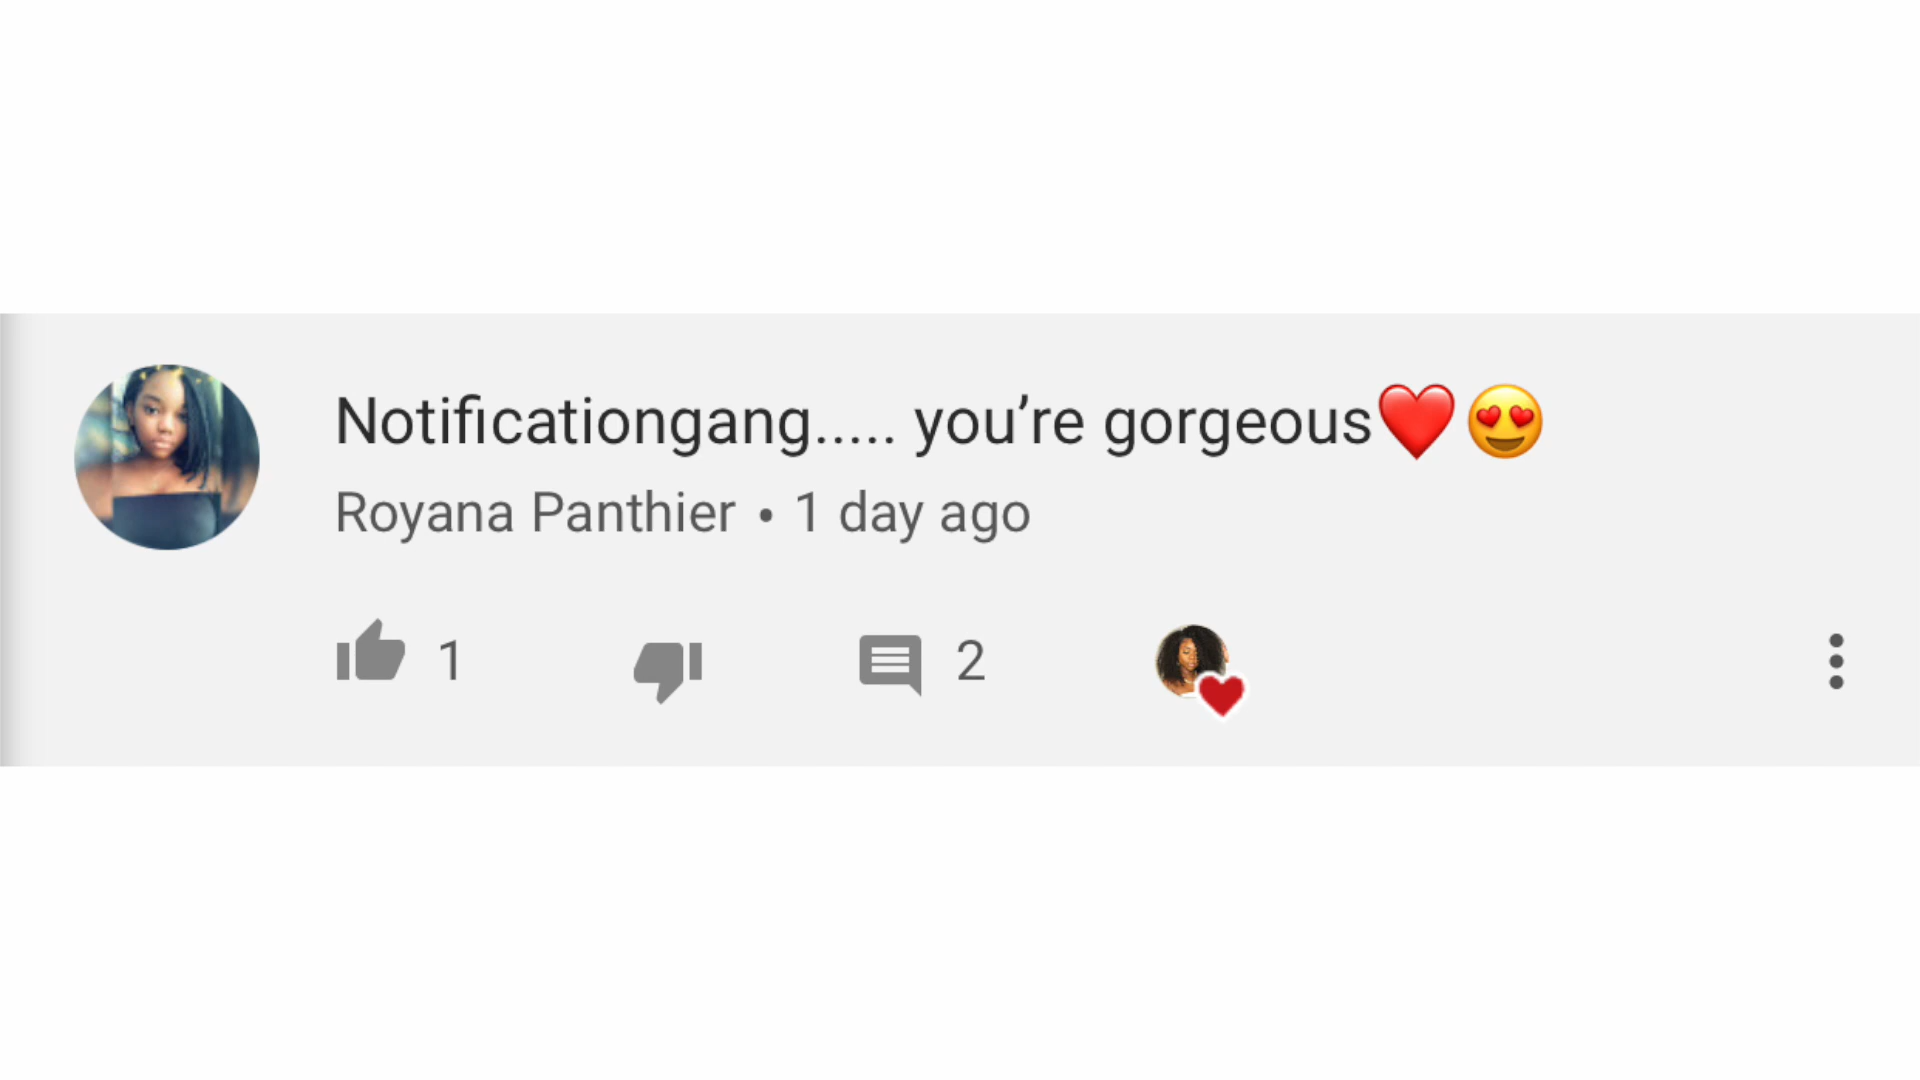 Notificationgang..... you’re gorgeous❤️😍
Royana Panthier • 1 day ago
1 2